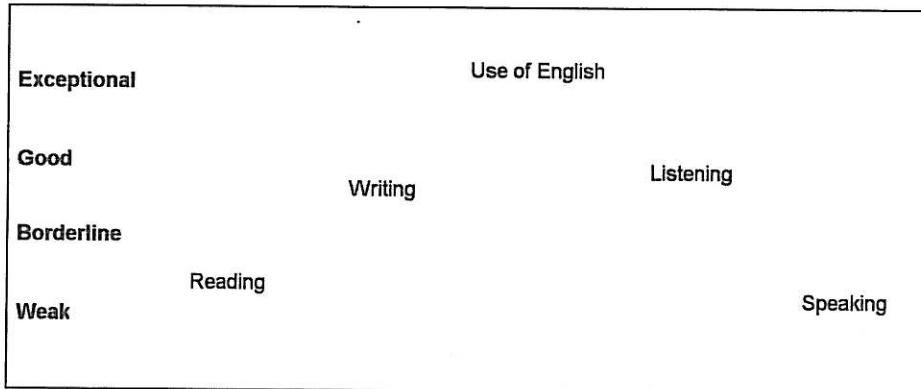 Exceptional
Use of English
Good
Writing
Listening
Borderline
Reading
Weak
Speaking